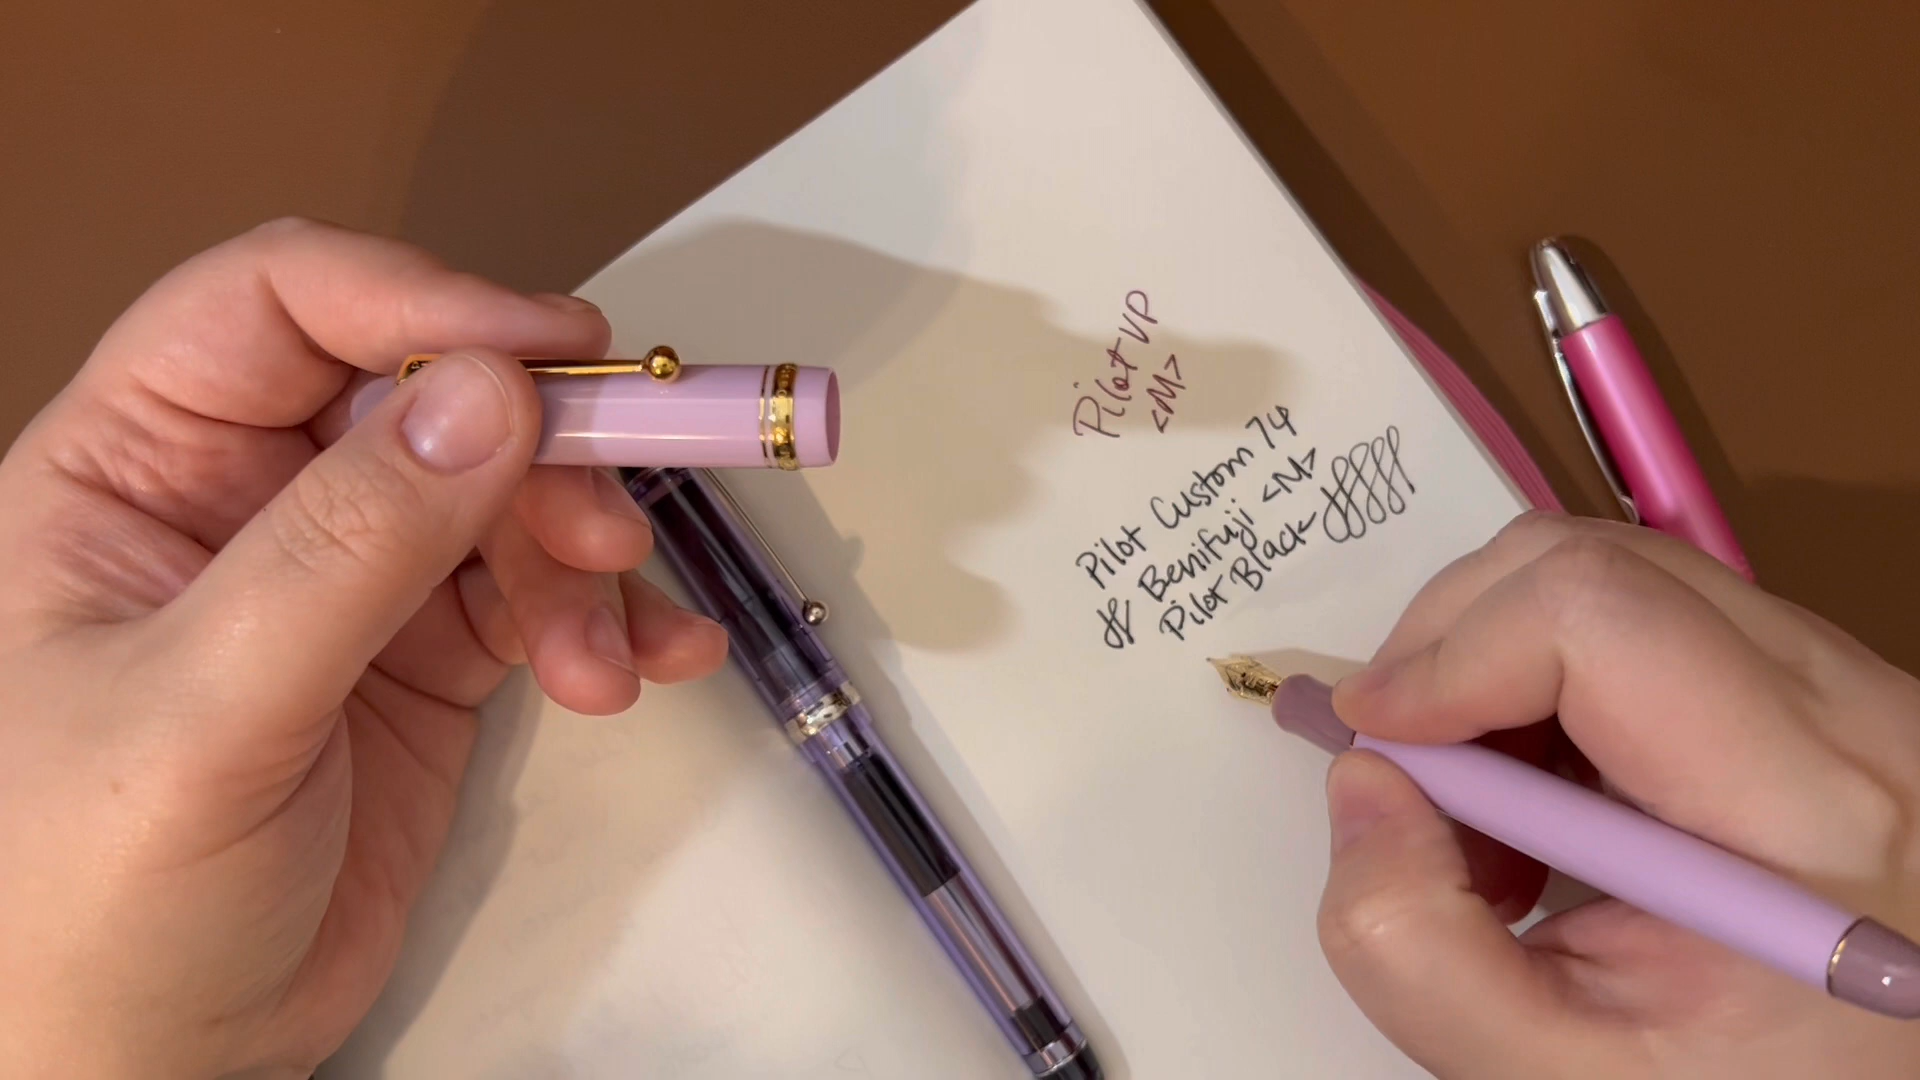 Pilot VP
<M>
Pilot Custom 74
Benifuji <M>
Pilot Black